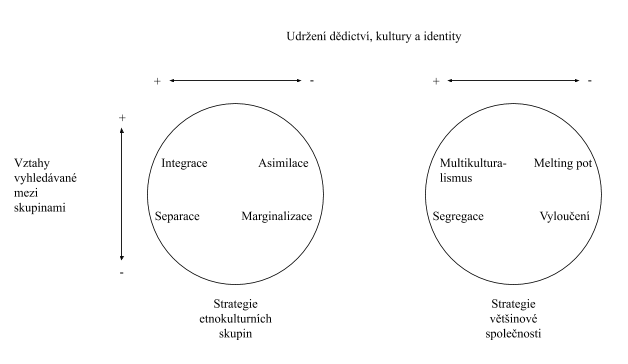 Udržení dědictví, kultury a identity
+ -
+ -
+
Vztahy
vyhledávané
mezi
skupinami
-
Integrace Asimilace
Separace Marginalizace
Multikultura-
lismus
Melting pot
Segregace Vyloučení
Strategie
etnokulturních
skupin
Strategie
většinové
společnosti